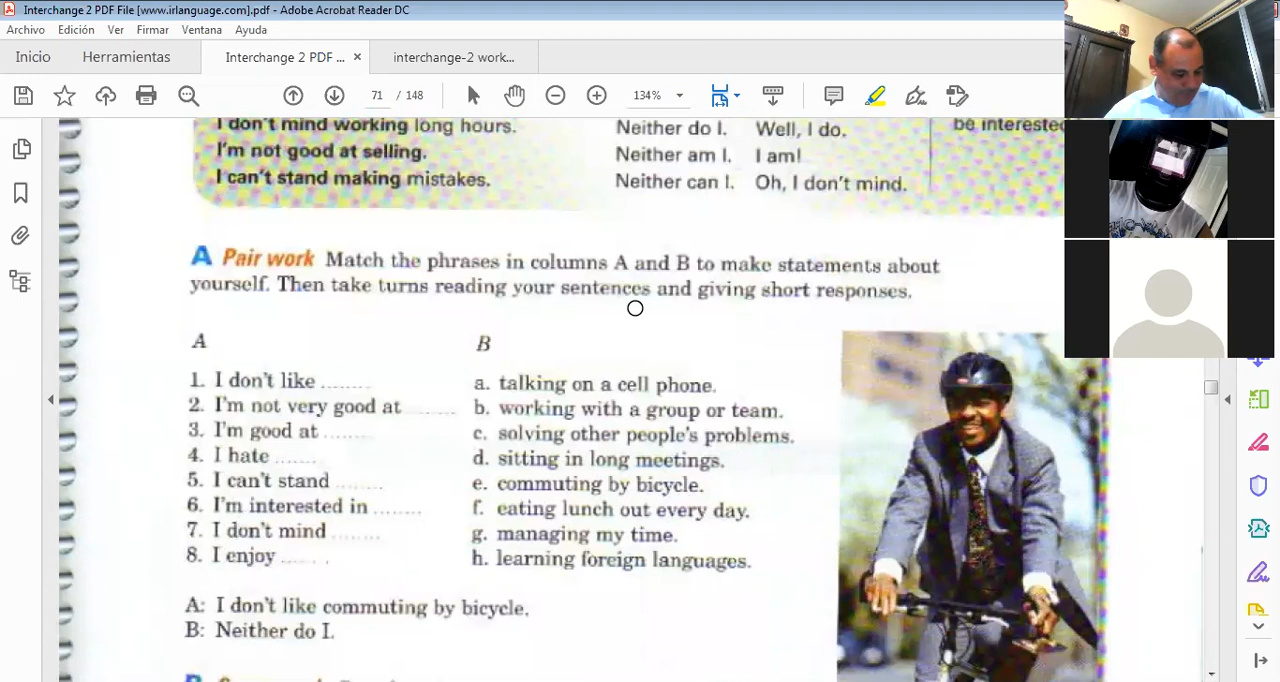 Interchange 2 PDF File [www.irlanguage.com].pdf - Adobe Acrobat Reader DC
Archivo Edición Ver Firmar Ventana Ayuda
Inicio Herramientas Interchange 2 PDF ... × interchange-2 work...
71 / 148 134%
I don't mind working long hours. Neither do I. Well, I do. be interested
I'm not good at selling. Neither am I. I am!
I can't stand making mistakes. Neither can I. Oh, I don't mind.
A Pair work Match the phrases in columns A and B to make statements about
yourself. Then take turns reading your sentences and giving short responses.
A B
1. I don't like ........ a. talking on a cell phone.
2. I'm not very good at ........ b. working with a group or team.
3. I'm good at ........ c. solving other people's problems.
4. I hate ........ d. sitting in long meetings.
5. I can't stand ........ e. commuting by bicycle.
6. I'm interested in ........ f. eating lunch out every day.
7. I don't mind ........ g. managing my time.
8. I enjoy ........ h. learning foreign languages.
A: I don't like commuting by bicycle.
B: Neither do I.